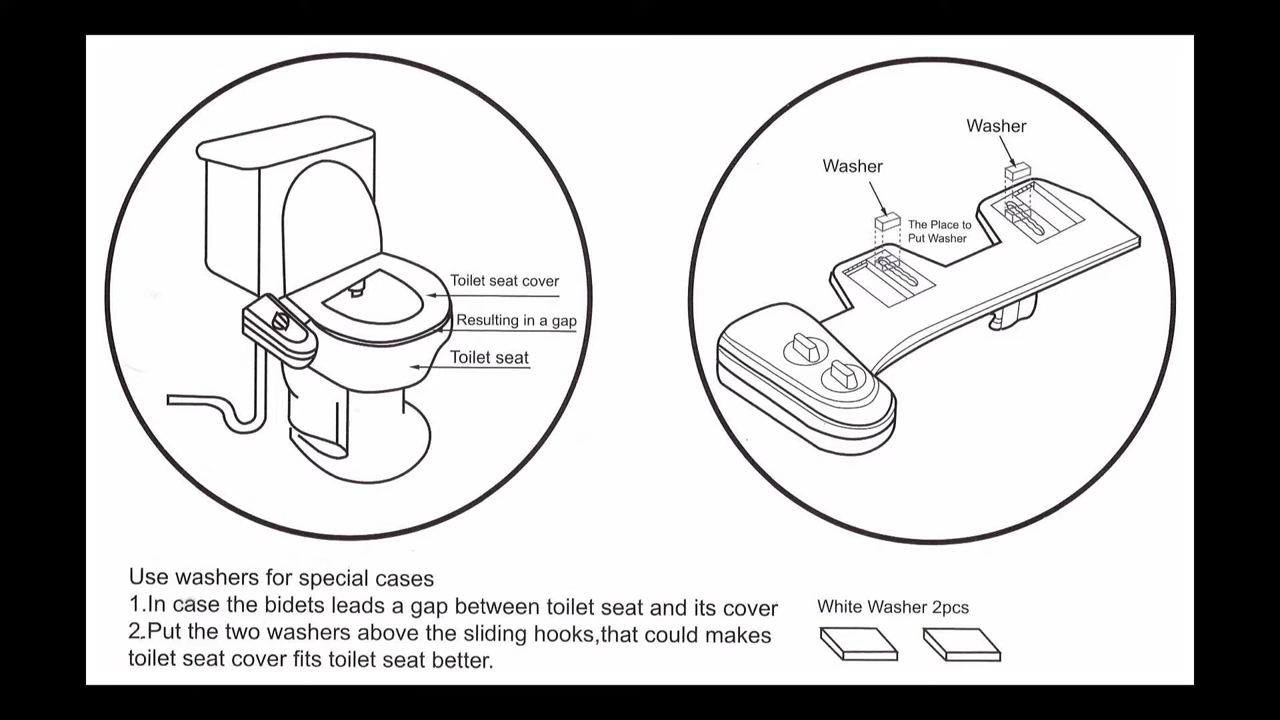 Toilet seat cover
Resulting in a gap
Toilet seat
Washer
Washer
The Place to
Put Washer
Use washers for special cases
1.In case the bidets leads a gap between toilet seat and its cover
2.Put the two washers above the sliding hooks,that could makes
toilet seat cover fits toilet seat better.
White Washer 2pcs